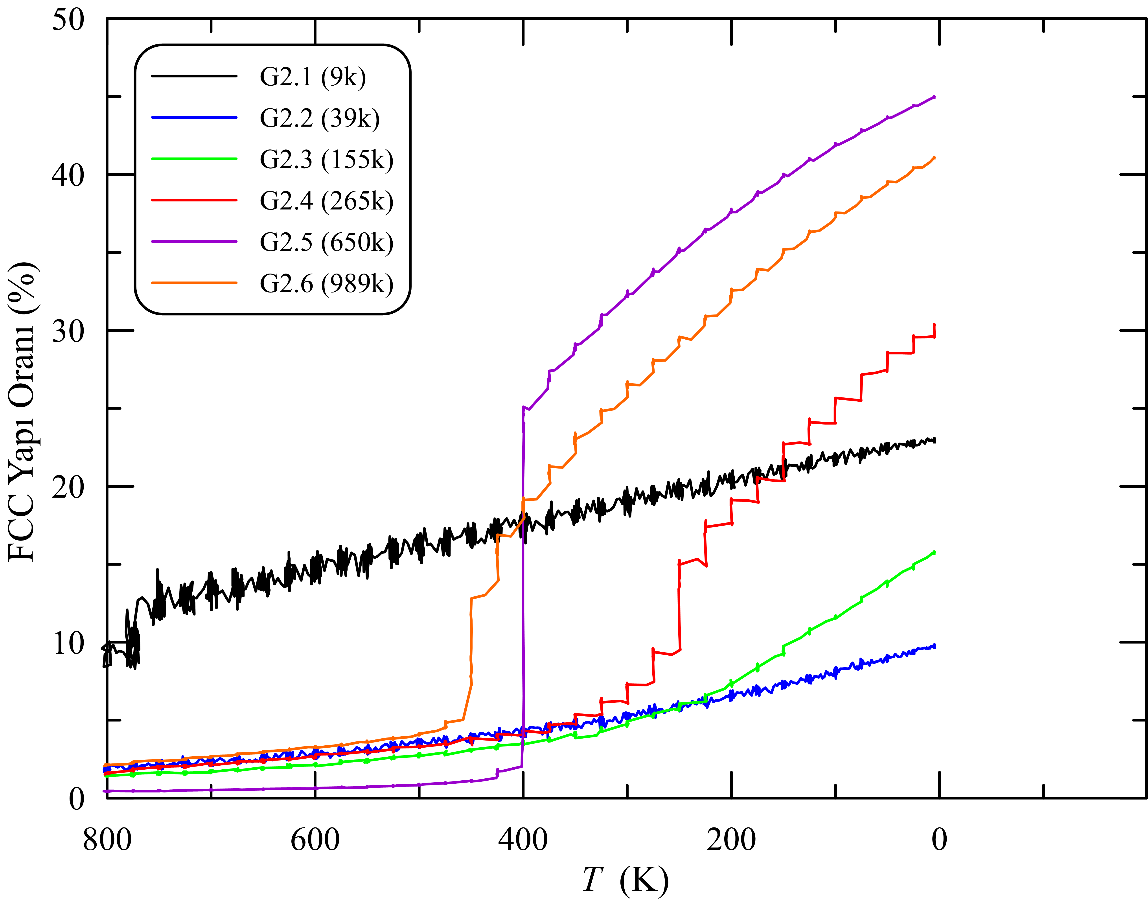 50
40
30
20
10
0
FCC Yapı Oranı (%)
G2.1 (9k)
G2.2 (39k)
G2.3 (155k)
G2.4 (265k)
G2.5 (650k)
G2.6 (989k)
800
600
400
200
0
T (K)